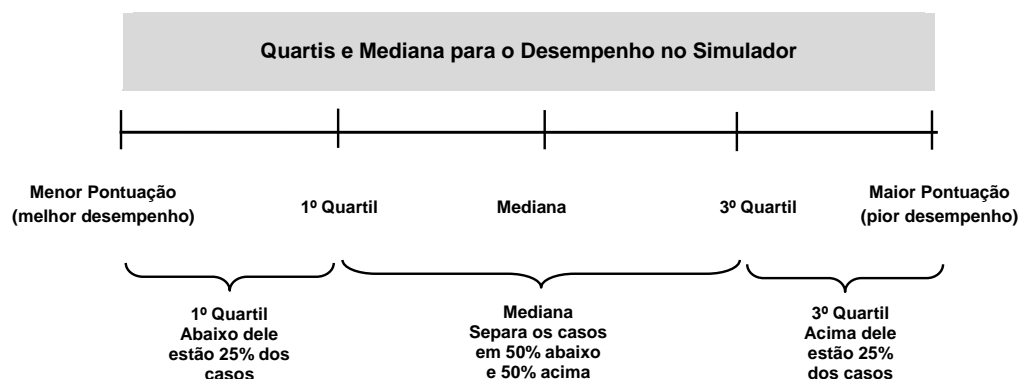 Quartis e Mediana para o Desempenho no Simulador
Menor Pontuação
(melhor desempenho)
1º Quartil
Mediana
3º Quartil
Maior Pontuação
(pior desempenho)
1º Quartil
Abaixo dele
estão 25% dos
casos
Mediana
Separa os casos
em 50% abaixo
e 50% acima
3º Quartil
Acima dele
estão 25%
dos casos